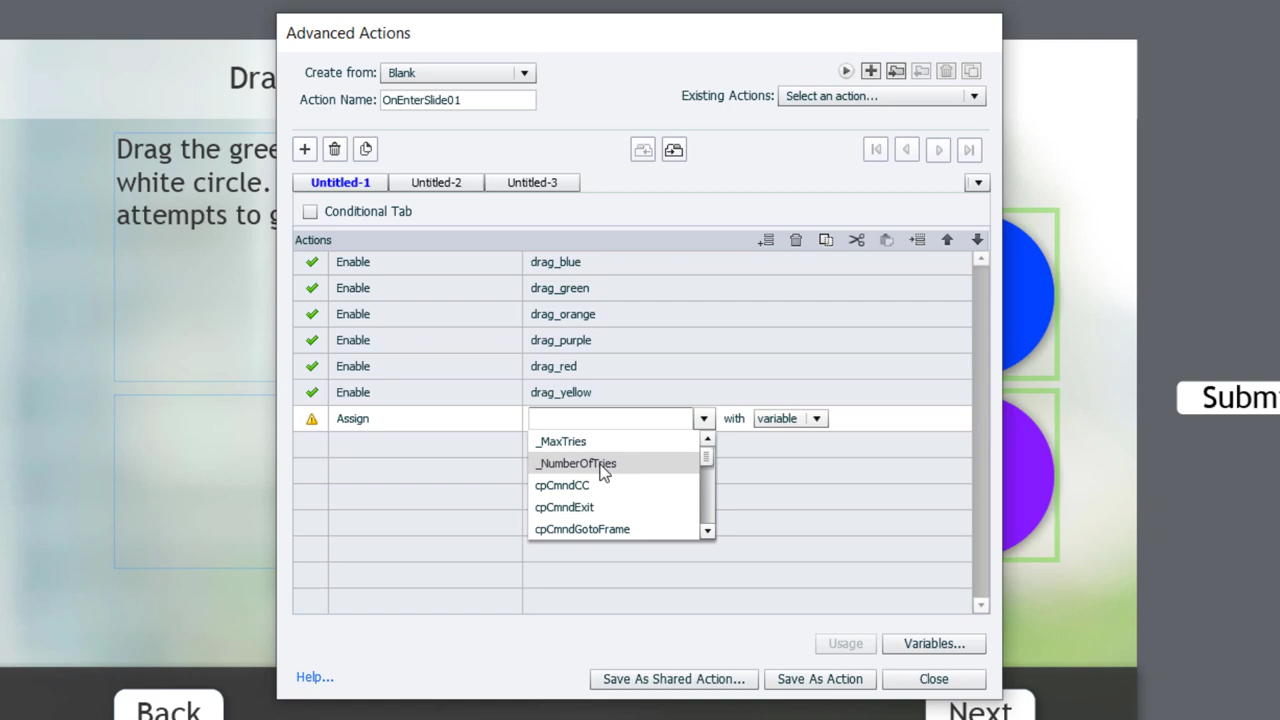 Advanced Actions
Create from: Blank
Action Name: OnEnterSlide01
Existing Actions: Select an action...
Dra
Drag the gree
white circle.
attempts to g
Untitled-1 Untitled-2 Untitled-3
Conditional Tab
Actions
Enable drag_blue
Enable drag_green
Enable drag_orange
Enable drag_purple
Enable drag_red
Enable drag_yellow
Assign with variable
_MaxTries
_NumberOfTries
cpCmndCC
cpCmndExit
cpCmndGotoFrame
Subm
Usage Variables...
Help... Save As Shared Action... Save As Action Close
Back Next